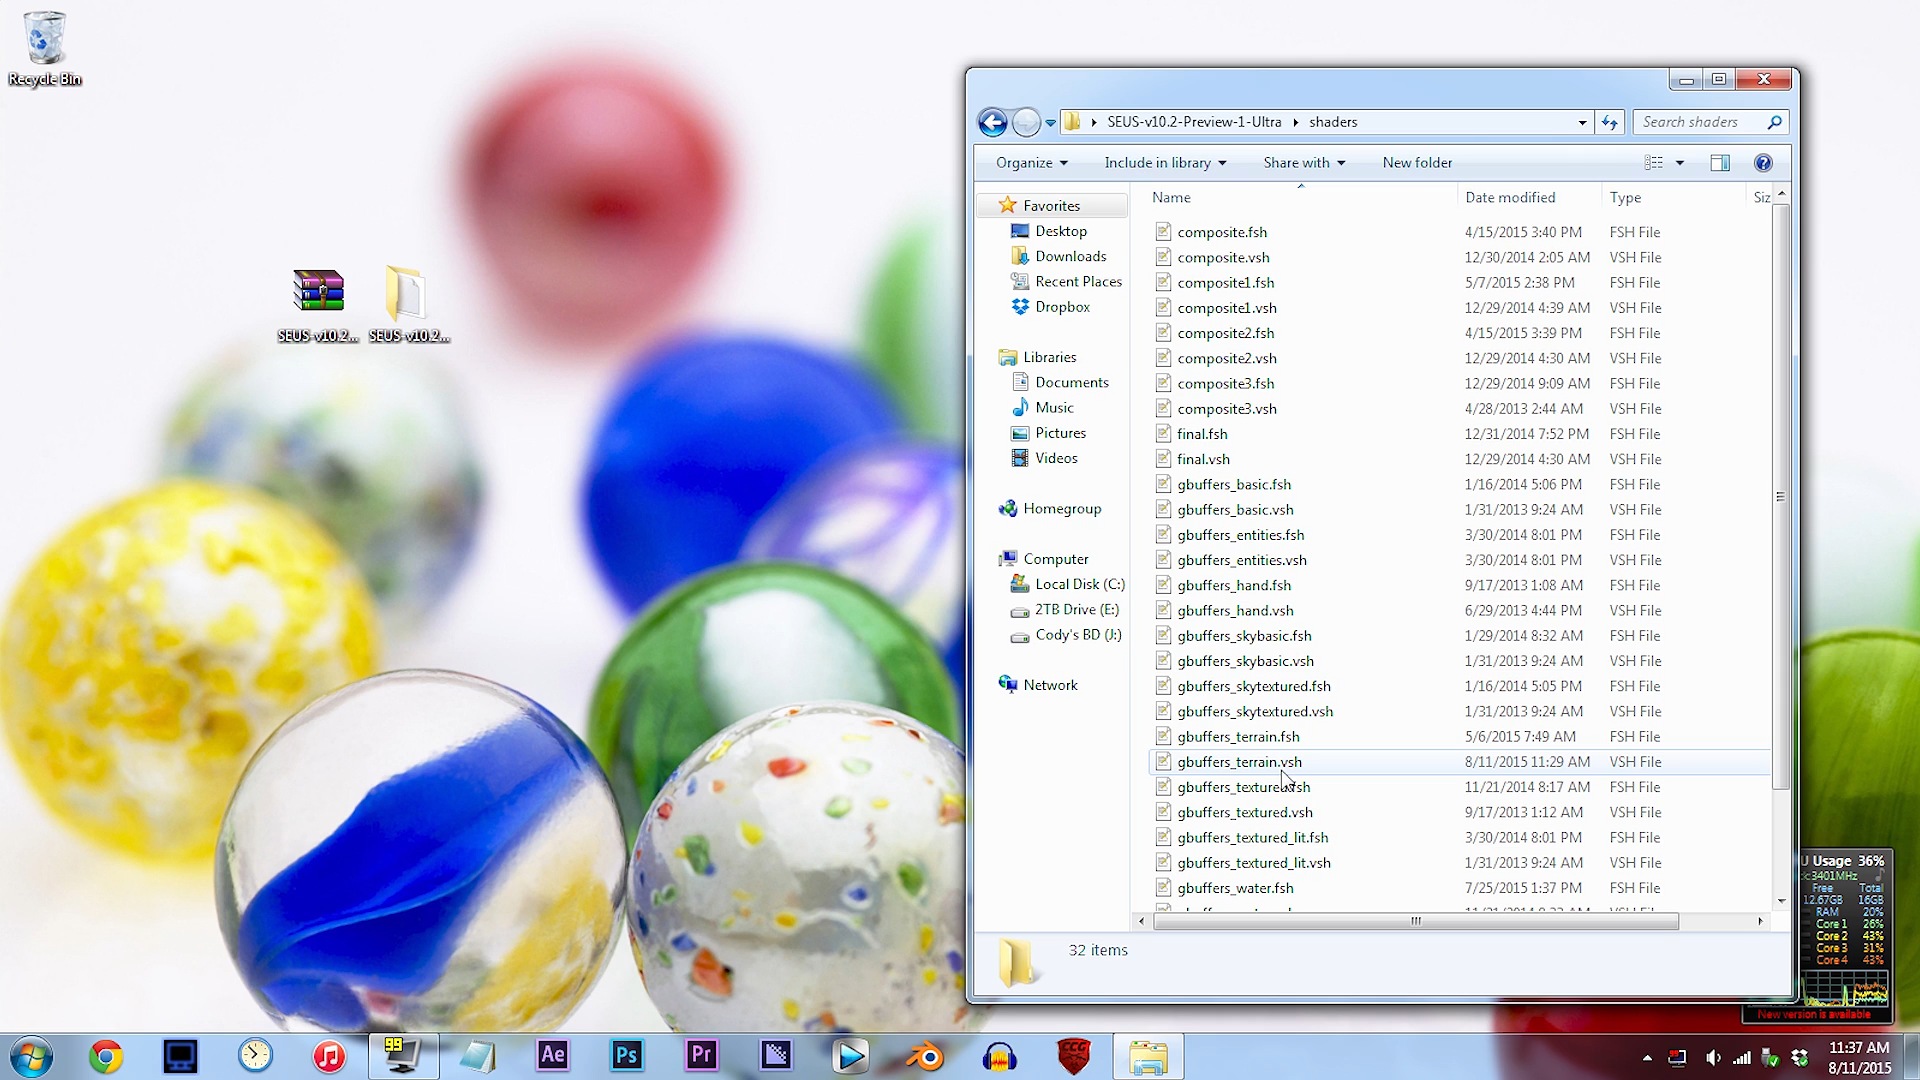 Recycle Bin
SEUS-v10.2...
SEUS-v10.2...
SEUS-v10.2-Preview-1-Ultra
shaders
Search shaders
Organize
Include in library
Share with
New folder
Favorites
Desktop
Downloads
Recent Places
Dropbox
Libraries
Documents
Music
Pictures
Videos
Homegroup
Computer
Local Disk (C:)
2TB Drive (E:)
Cody's BD (J:)
Network
Name Date modified Type Siz
composite.fsh 4/15/2015 3:40 PM FSH File
composite.vsh 12/30/2014 2:05 AM VSH File
composite1.fsh 5/7/2015 2:38 PM FSH File
composite1.vsh 12/29/2014 4:39 AM VSH File
composite2.fsh 4/15/2015 3:39 PM FSH File
composite2.vsh 12/29/2014 4:30 AM VSH File
composite3.fsh 12/29/2014 9:09 AM FSH File
composite3.vsh 4/28/2013 2:44 AM VSH File
final.fsh 12/31/2014 7:52 PM FSH File
final.vsh 12/29/2014 4:30 AM VSH File
gbuffers_basic.fsh 1/16/2014 5:06 PM FSH File
gbuffers_basic.vsh 1/31/2013 9:24 AM VSH File
gbuffers_entities.fsh 3/30/2014 8:01 PM FSH File
gbuffers_entities.vsh 3/30/2014 8:01 PM VSH File
gbuffers_hand.fsh 9/17/2013 1:08 AM FSH File
gbuffers_hand.vsh 6/29/2013 4:44 PM VSH File
gbuffers_skybasic.fsh 1/29/2014 8:32 AM FSH File
gbuffers_skybasic.vsh 1/31/2013 9:24 AM VSH File
gbuffers_skytextured.fsh 1/16/2014 5:05 PM FSH File
gbuffers_skytextured.vsh 1/31/2013 9:24 AM VSH File
gbuffers_terrain.fsh 5/6/2015 7:49 AM FSH File
gbuffers_terrain.vsh 8/11/2015 11:29 AM VSH File
gbuffers_textured.fsh 11/21/2014 8:17 AM FSH File
gbuffers_textured.vsh 9/17/2013 1:12 AM VSH File
gbuffers_textured_lit.fsh 3/30/2014 8:01 PM FSH File
gbuffers_textured_lit.vsh 1/31/2013 9:24 AM VSH File
gbuffers_water.fsh 7/25/2015 1:37 PM FSH File
32 items
U Usage 36%
3401MHz
Free Total
12.67GB 16GB
RAM 20%
Core 1 26%
Core 2 43%
Core 3 31%
Core 4 43%
New version is available
99
Ae
Ps
Pr
CCG
11:37 AM
8/11/2015